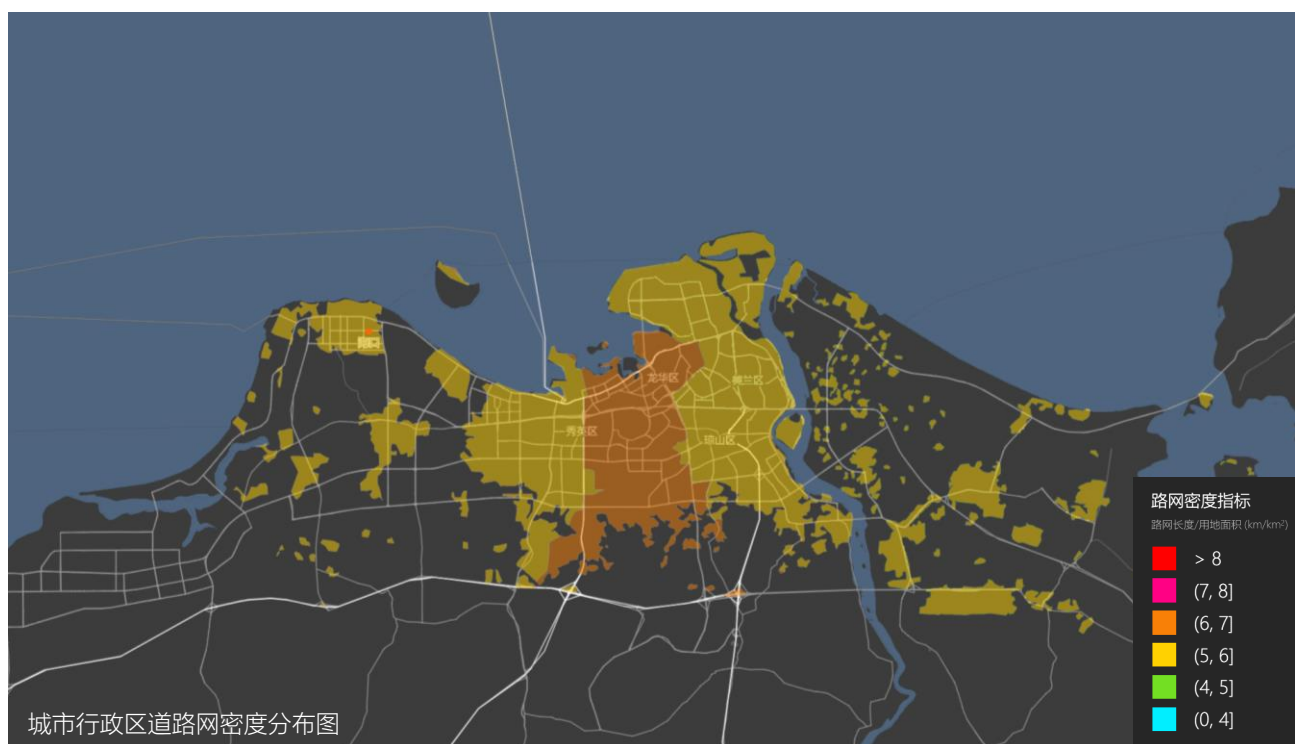 龙华区
美兰区
秀英区
琼山区
路网密度指标
路网长度/用地面积 (km/km²)
> 8
(7, 8]
(6, 7]
(5, 6]
(4, 5]
(0, 4]
城市行政区道路网密度分布图